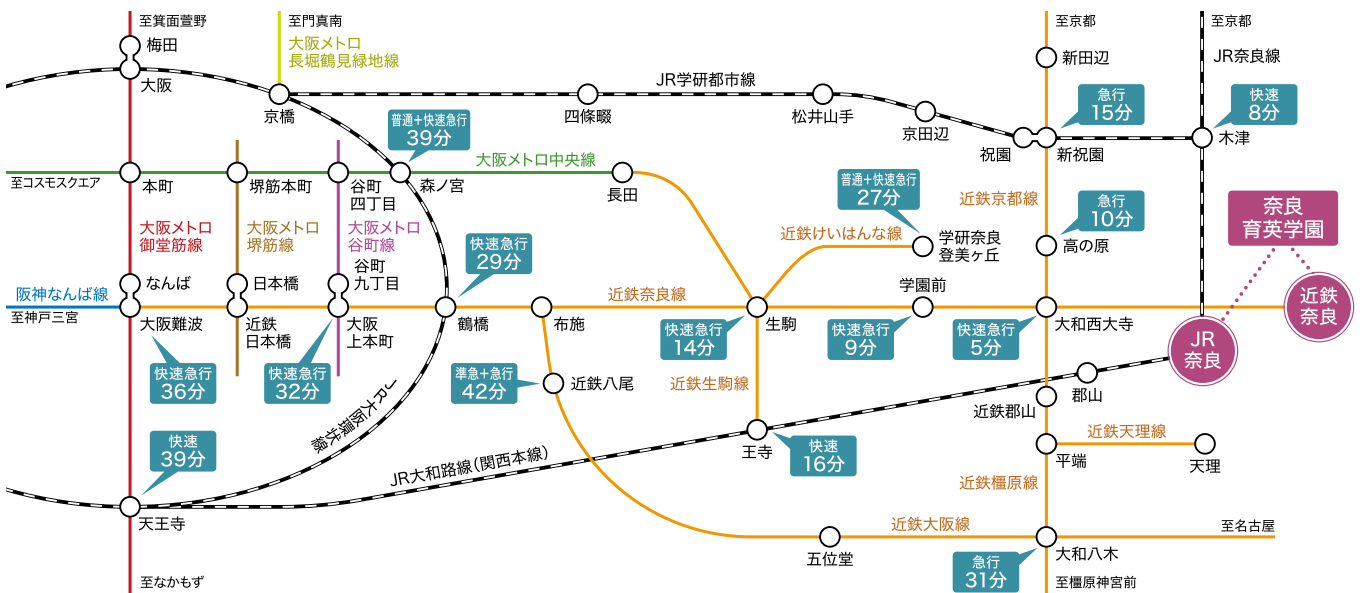 至箕面萱野
至門真南
至京都
至京都
梅田
大阪メトロ
長堀鶴見緑地線
新田辺
JR奈良線
大阪
JR学研都市線
急行
15分
快速
8分
京橋
四條畷
松井山手
京田辺
祝園
新祝園
木津
普通+快速急行
39分
大阪メトロ中央線
至コスモスクエア
本町
堺筋本町
谷町
四丁目
森ノ宮
長田
普通+快速急行
27分
近鉄京都線
急行
10分
奈良
育英学園
大阪メトロ
御堂筋線
大阪メトロ
堺筋線
大阪メトロ
谷町線
快速急行
29分
近鉄けいはんな線
学研奈良
登美ヶ丘
高の原
なんば
日本橋
谷町
九丁目
学園前
阪神なんば線
近鉄奈良線
近鉄
奈良
至神戸三宮
大阪難波
近鉄
日本橋
大阪
上本町
鶴橋
布施
生駒
大和西大寺
快速急行
14分
快速急行
9分
快速急行
5分
JR
奈良
快速急行
36分
快速急行
32分
準急+急行
42分
近鉄八尾
近鉄生駒線
郡山
近鉄郡山
JR大阪環状線
快速
39分
王寺
快速
16分
近鉄天理線
平端
天理
JR大和路線(関西本線)
近鉄橿原線
天王寺
近鉄大阪線
至名古屋
五位堂
大和八木
急行
31分
至なかもず
至橿原神宮前